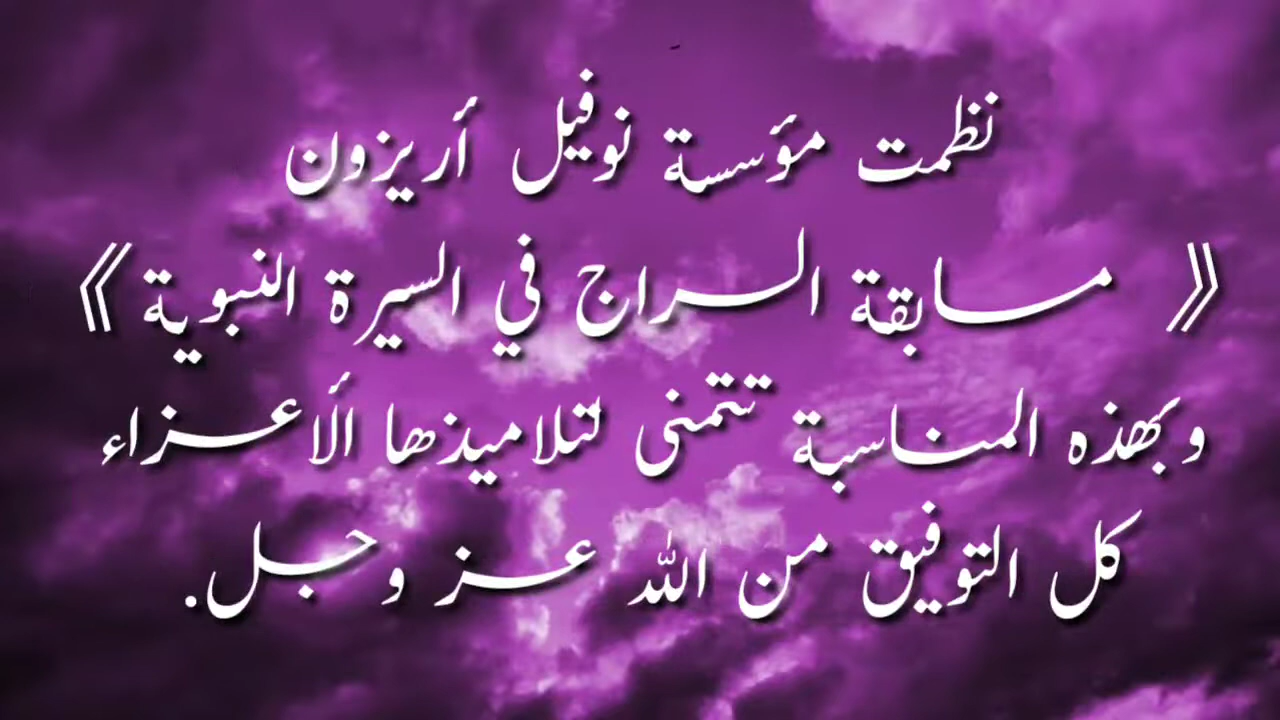 نظمت مؤسسة نوفيل أريزون
《 مسابقة السراج في السيرة النبوية 》
وبهذه المناسبة تتمنى لتلاميذها الأعزاء
كل التوفيق من الله عز وجل.